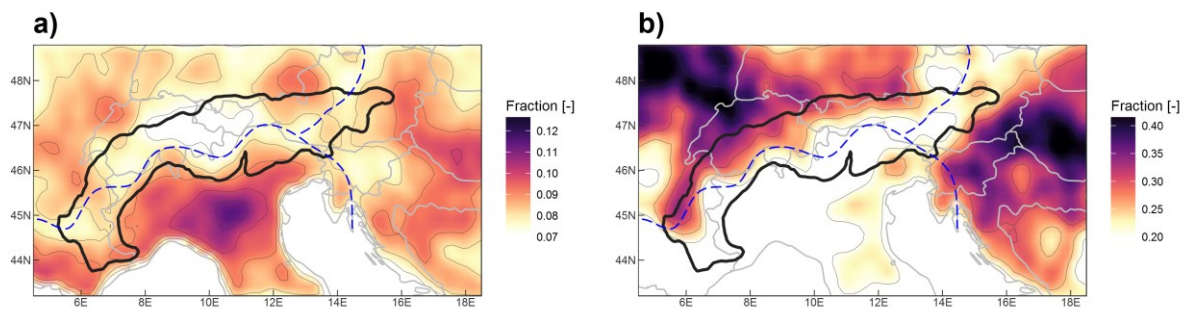 a)
48N
47N
46N
45N
44N
6E 8E 10E 12E 14E 16E 18E
Fraction [-]
0.12
0.11
0.10
0.09
0.08
0.07
b)
48N
47N
46N
45N
44N
6E 8E 10E 12E 14E 16E 18E
Fraction [-]
0.40
0.35
0.30
0.25
0.20